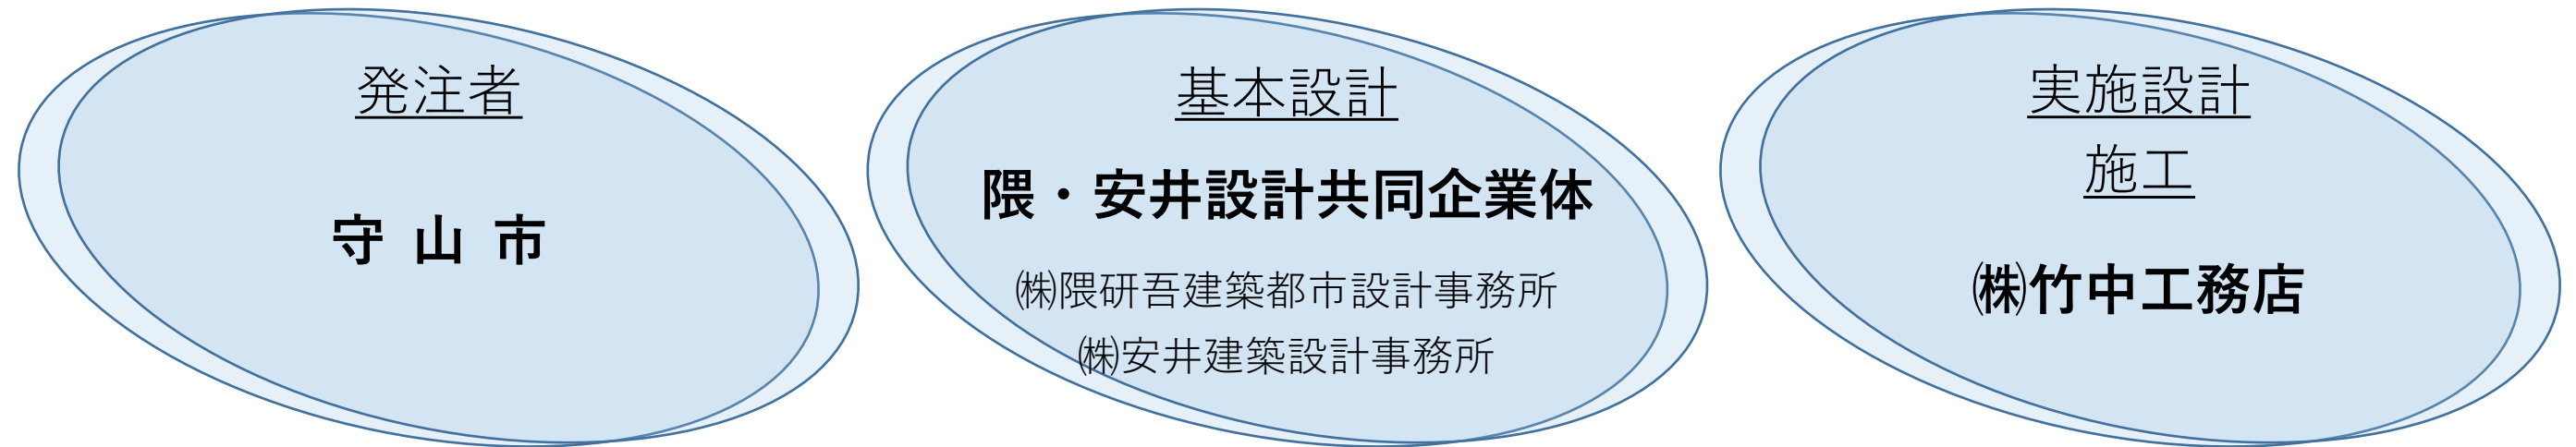 発注者
守 山 市
基本設計
隈・安井設計共同企業体
㈱隈研吾建築都市設計事務所
㈱安井建築設計事務所
実施設計
施工
㈱竹中工務店